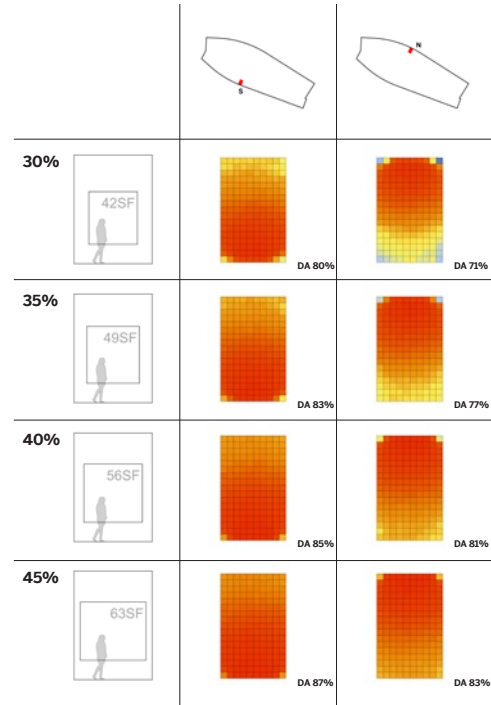 N
S
30%
42SF
DA 80%
DA 71%
35%
49SF
DA 83%
DA 77%
40%
56SF
DA 85%
DA 81%
45%
63SF
DA 87%
DA 83%